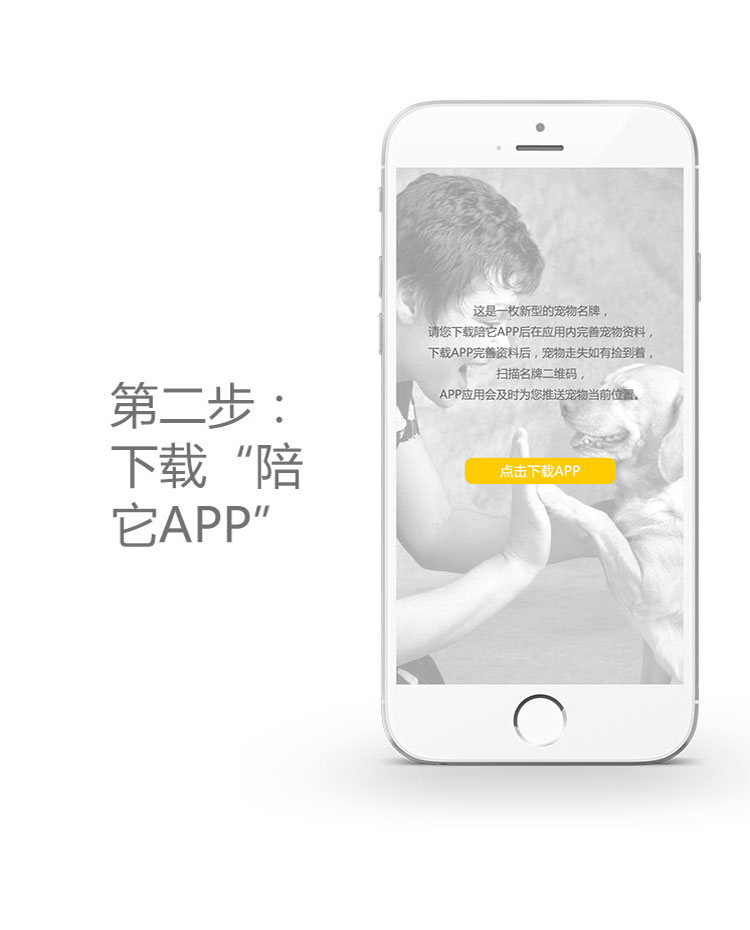 第二步：
下载“陪
它APP”
这是一枚新型的宠物名牌，
请您下载陪它APP后在应用内完善宠物资料，
下载APP完善资料后，宠物走失如有捡到着，
扫描名牌二维码，
APP应用会及时为您推送宠物当前位置。
点击下载APP